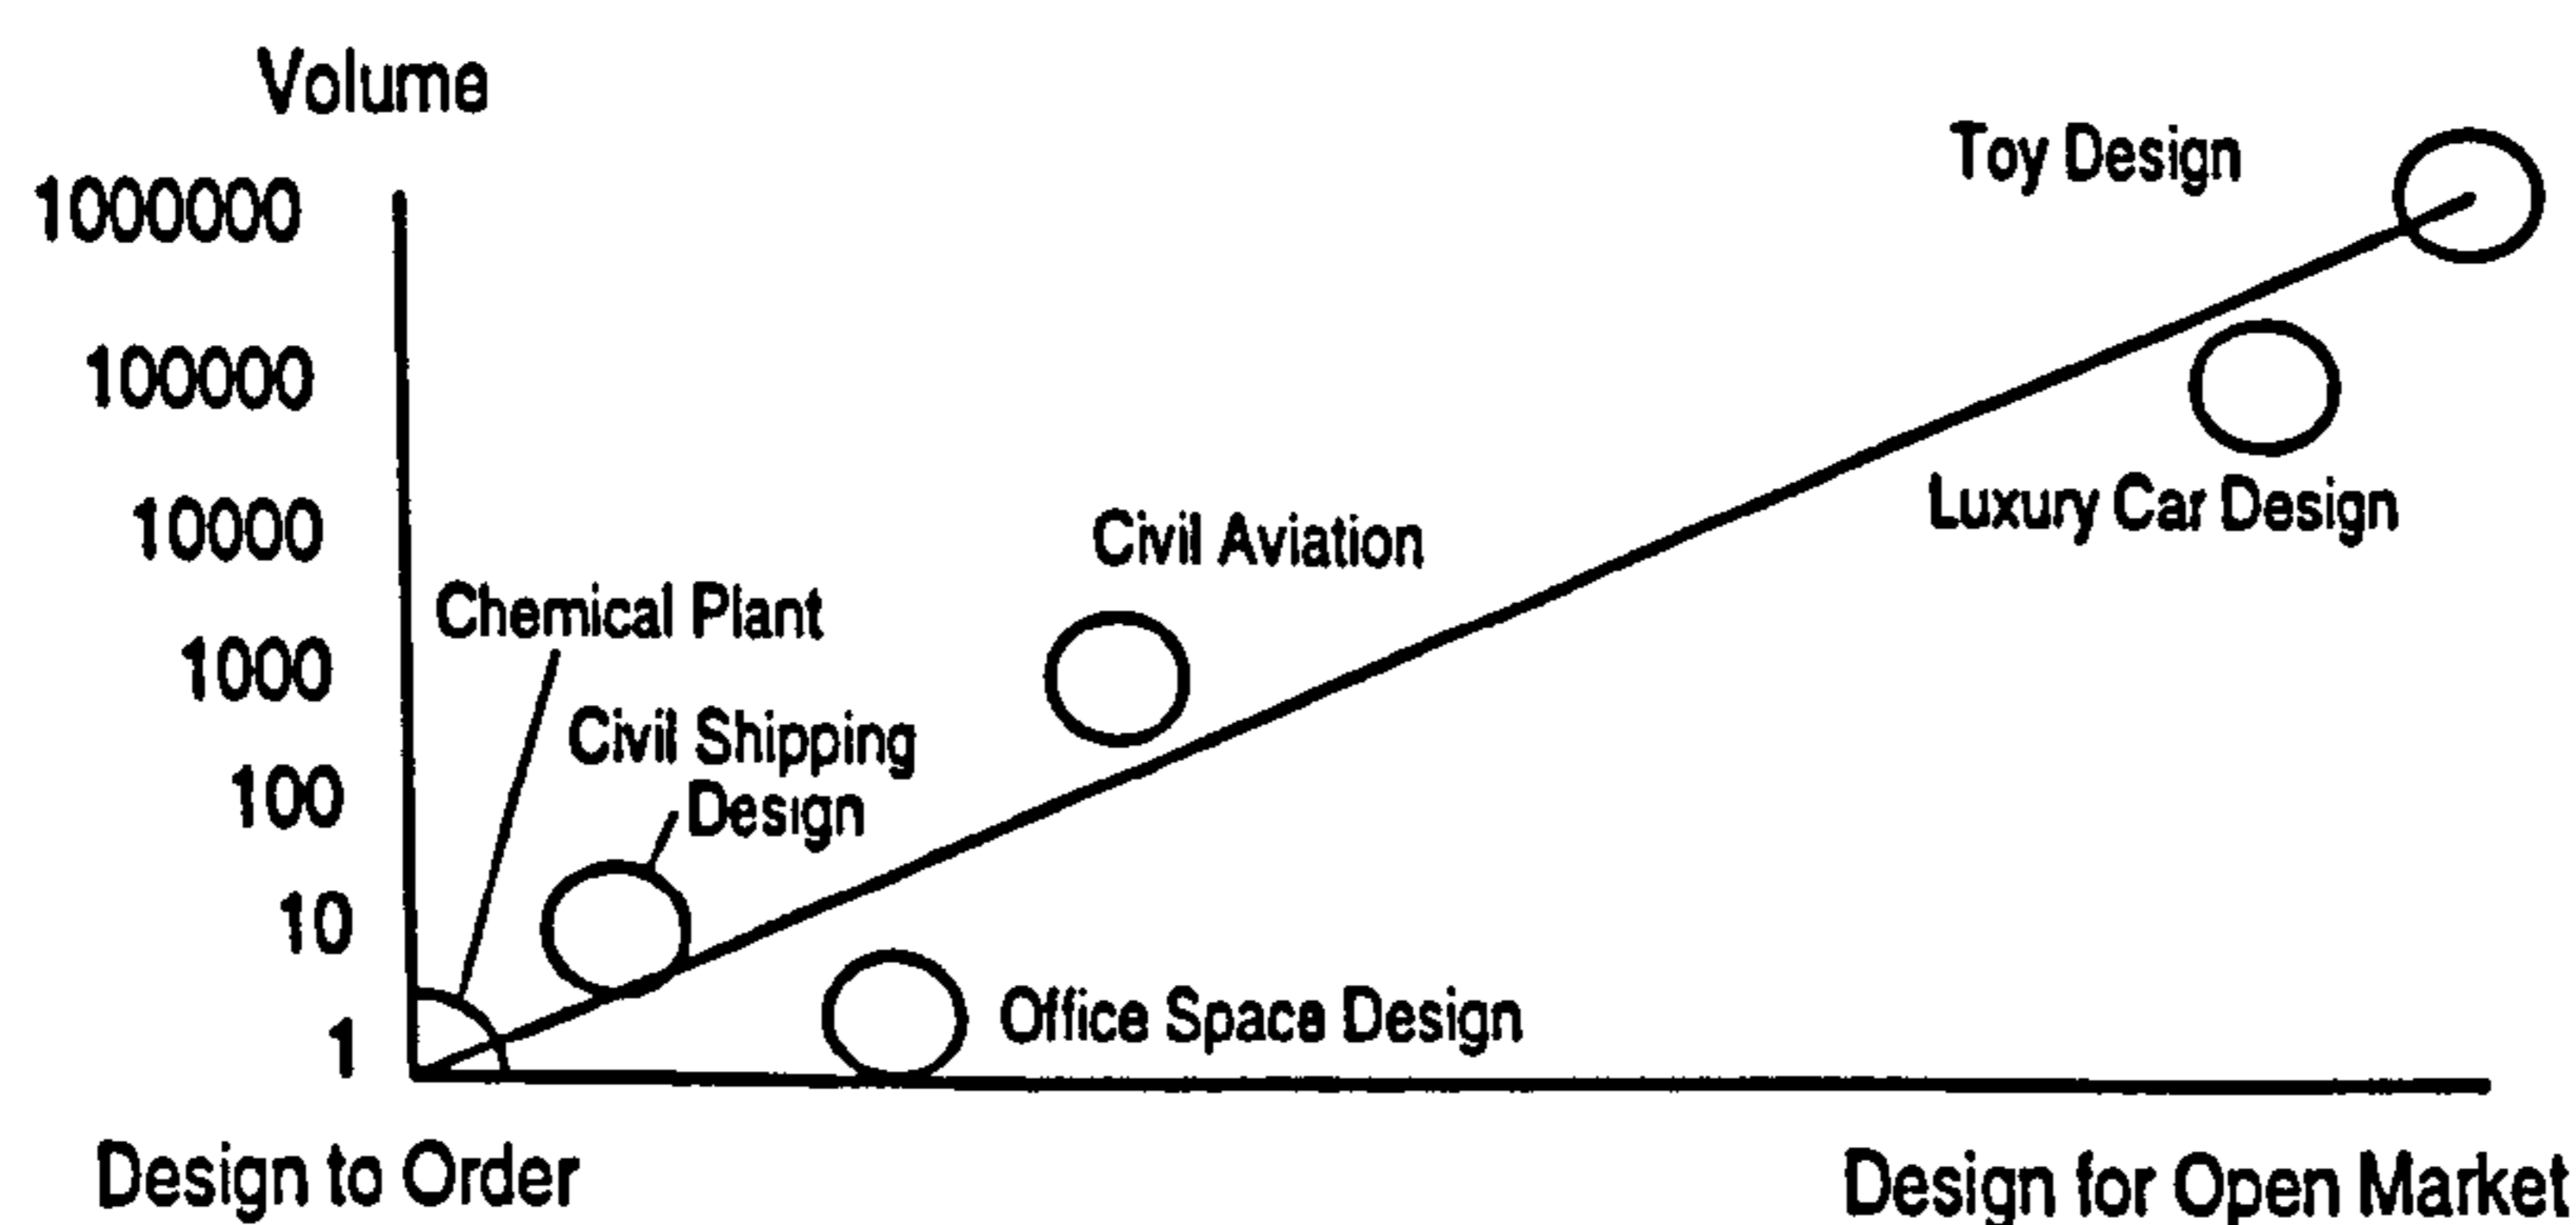 Volume
1000000
Toy Design
100000
10000
Luxury Car Design
Civil Aviation
Chemical Plant
1000
Civil Shipping
Design
100
10
Office Space Design
1
Design to Order
Design for Open Market